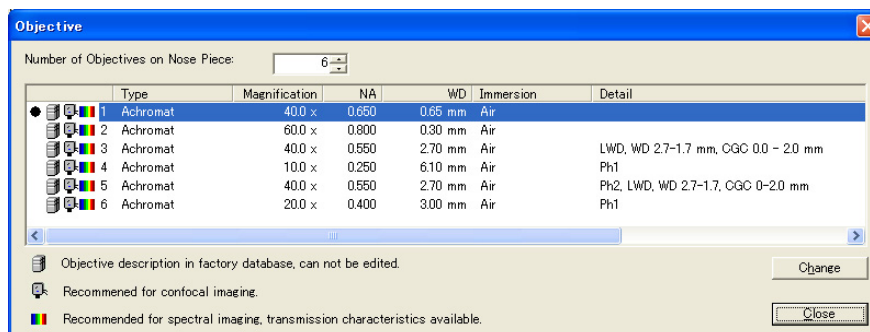 Objective
Number of Objectives on Nose Piece: 6
Type Magnification NA WD Immersion Detail
1 Achromat 40.0 x 0.650 0.65 mm Air
2 Achromat 60.0 x 0.800 0.30 mm Air
3 Achromat 40.0 x 0.550 2.70 mm Air LWD, WD 2.7-1.7 mm, CGC 0.0 - 2.0 mm
4 Achromat 10.0 x 0.250 6.10 mm Air Ph1
5 Achromat 40.0 x 0.550 2.70 mm Air Ph2, LWD, WD 2.7-1.7, CGC 0-2.0 mm
6 Achromat 20.0 x 0.400 3.00 mm Air Ph1
Objective description in factory database, can not be edited.
Change
Recommened for confocal imaging.
Recommended for spectral imaging, transmission characteristics available.
Close